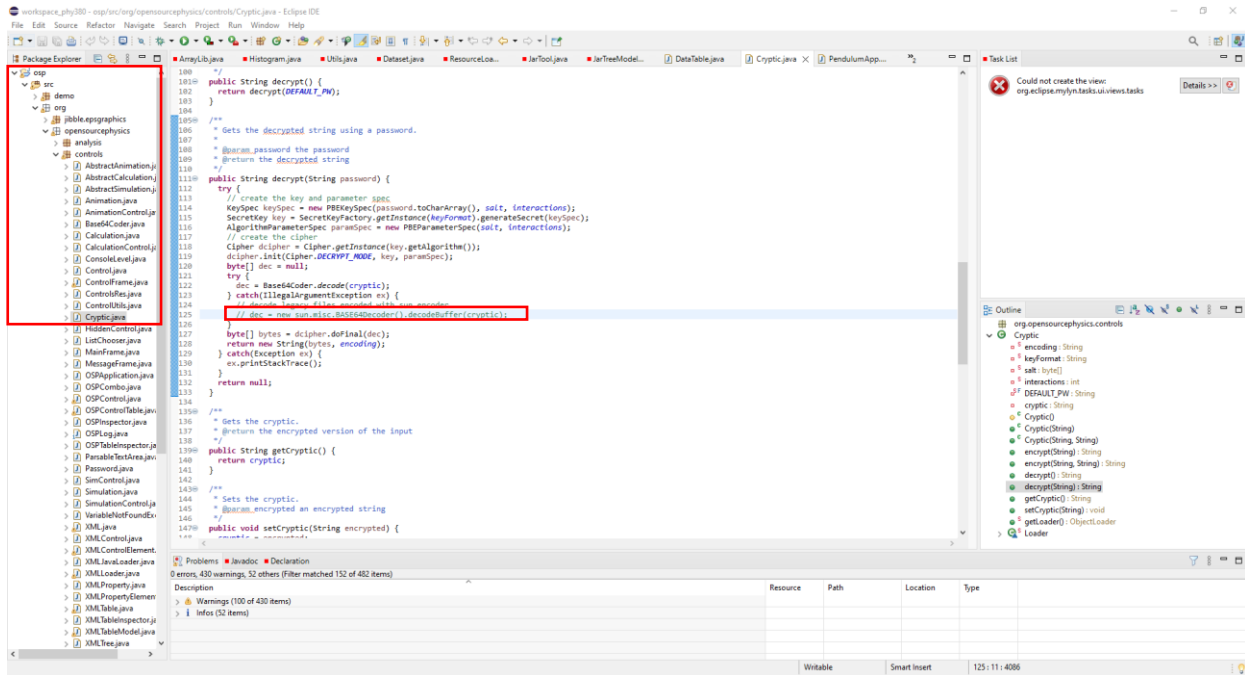 workspace_phy380 - osp/src/org/opensourcephysics/controls/Cryptic.java - Eclipse IDE
File Edit Source Refactor Navigate Search Project Run Window Help
Package Explorer
osp
src
demo
org
jibble.epsgraphics
opensourcephysics
analysis
controls
AbstractAnimation.ja
AbstractCalculation.j
AbstractSimulation.ja
Animation.java
AnimationControl.ja
Base64Coder.java
Calculation.java
CalculationControl.ja
ConsoleLevel.java
Control.java
ControlFrame.java
ControlsRes.java
ControlUtils.java
Cryptic.java
HiddenControl.java
ListChooser.java
MainFrame.java
MessageFrame.java
OSPApplication.java
OSPCombo.java
OSPControl.java
OSPControlTable.java
OSPInspector.java
OSPLog.java
OSPTableInspector.ja
ParsableTextArea.java
Password.java
SimControl.java
Simulation.java
SimulationControl.ja
VariableNotFoundEx
XML.java
XMLControl.java
XMLControlElement.
XMLJavaLoader.java
XMLLoader.java
XMLProperty.java
XMLPropertyElemen
XMLTable.java
XMLTableInspector.ja
XMLTableModel.java
XMLTree.java
ArrayLib.java Histogram.java Utils.java Dataset.java ResourceLoa... JarTool.java JarTreeModel... DataTable.java Cryptic.java PendulumApp... 2
100 */
101 public String decrypt() {
102 return decrypt(DEFAULT_PW);
103 }
104
105 /**
106 * Gets the decrypted string using a password.
107 *
108 * @param password the password
109 * @return the decrypted string
110 */
111 public String decrypt(String password) {
112 try {
113 // create the key and parameter spec
114 KeySpec keySpec = new PBEKeySpec(password.toCharArray(), salt, interactions);
115 SecretKey key = SecretKeyFactory.getInstance(keyFormat).generateSecret(keySpec);
116 AlgorithmParameterSpec paramSpec = new PBEParameterSpec(salt, interactions);
117 // create the cipher
118 Cipher dcipher = Cipher.getInstance(key.getAlgorithm());
119 dcipher.init(Cipher.DECRYPT_MODE, key, paramSpec);
120 byte[] dec = null;
121 try {
122 dec = Base64Coder.decode(cryptic);
123 } catch(IllegalArgumentException ex) {
124 // decode legacy files encoded with sun encoder
125 // dec = new sun.misc.BASE64Decoder().decodeBuffer(cryptic);
126 }
127 byte[] bytes = dcipher.doFinal(dec);
128 return new String(bytes, encoding);
129 } catch(Exception ex) {
130 ex.printStackTrace();
131 }
132 return null;
133 }
134
135 /**
136 * Gets the cryptic.
137 * @return the encrypted version of the input
138 */
139 public String getCryptic() {
140 return cryptic;
141 }
142
143 /**
144 * Sets the cryptic.
145 * @param encrypted an encrypted string
146 */
147 public void setCryptic(String encrypted) {
148 cryptic = encrypted;
Problems Javadoc Declaration
0 errors, 430 warnings, 52 others (Filter matched 152 of 482 items)
Description Resource Path Location Type
Warnings (100 of 430 items)
Infos (52 items)
Task List
Could not create the view:
org.eclipse.mylyn.tasks.ui.views.tasks
Details >>
Outline
org.opensourcephysics.controls
Cryptic
encoding : String
keyFormat : String
salt : byte[]
interactions : int
DEFAULT_PW : String
cryptic : String
Cryptic()
Cryptic(String)
Cryptic(String, String)
encrypt(String) : String
encrypt(String, String) : String
decrypt() : String
decrypt(String) : String
getCryptic() : String
setCryptic(String) : void
getLoader() : ObjectLoader
Loader
Writable Smart Insert 125 : 11 : 4086